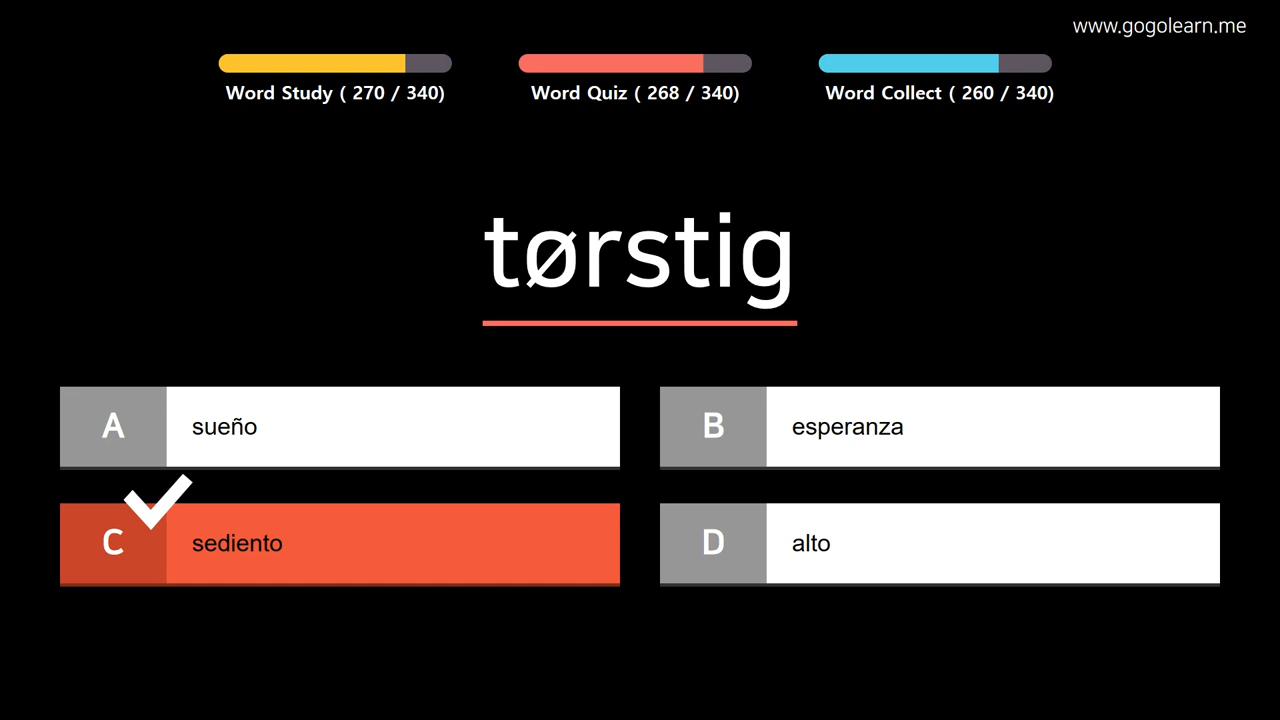 www.gogolearn.me
Word Study ( 270 / 340)
Word Quiz ( 268 / 340)
Word Collect ( 260 / 340)
tørstig
A sueño
B esperanza
C sediento
D alto